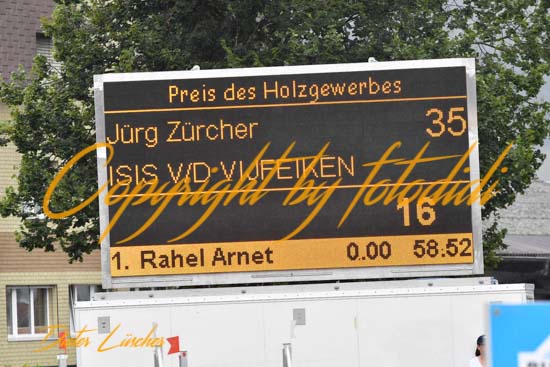 Preis des Holzgewerbes
Jürg Zürcher 35
ISIS V/D VIJFEIKEN
Copyright by fotodidi
16
1. Rahel Arnet 0.00 58:52